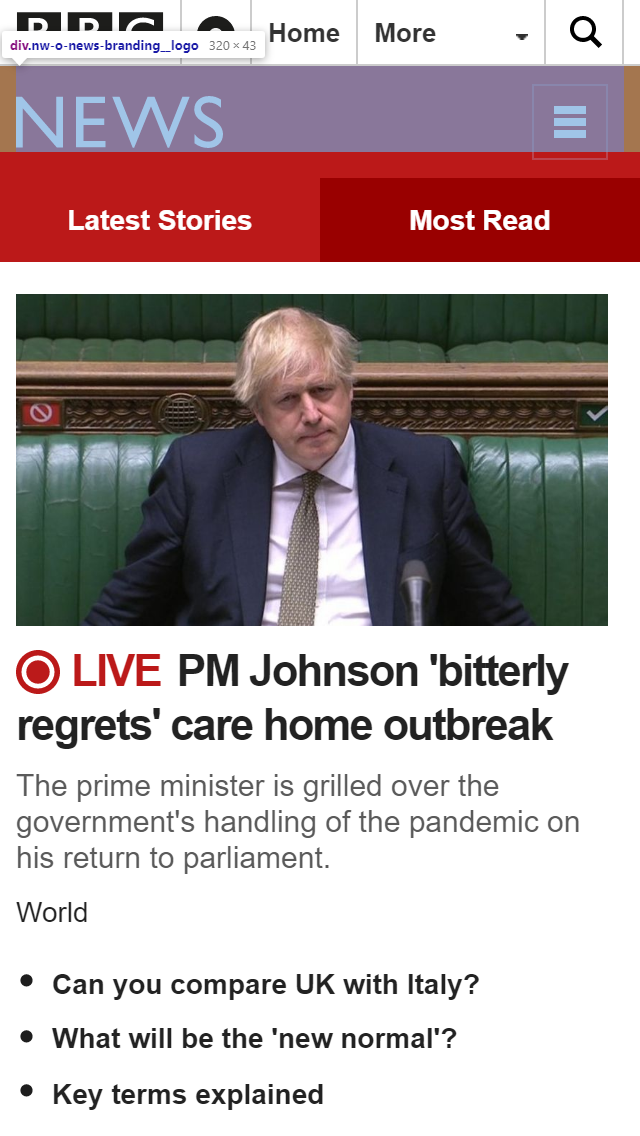 BBC
Home
More
div.nw-o-news-branding__logo 320 × 43
NEWS
Latest Stories
Most Read
LIVE PM Johnson 'bitterly
regrets' care home outbreak
The prime minister is grilled over the
government's handling of the pandemic on
his return to parliament.
World
Can you compare UK with Italy?
What will be the 'new normal'?
Key terms explained